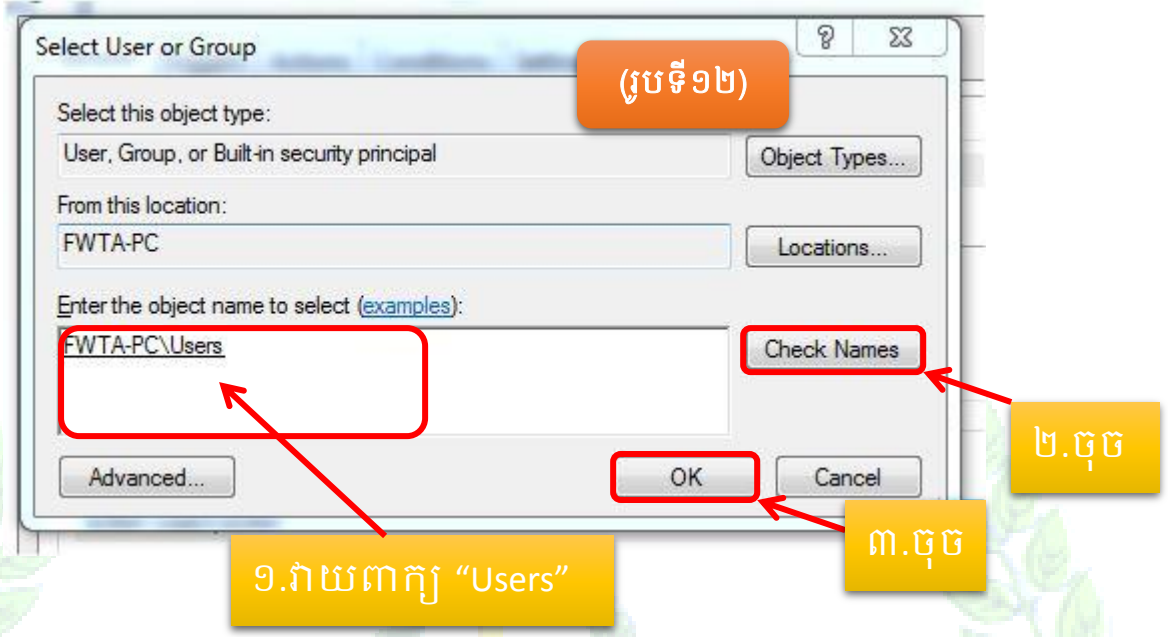 Select User or Group
(រូបទី១២)
Select this object type:
User, Group, or Built-in security principal
Object Types...
From this location:
FWTA-PC
Locations...
Enter the object name to select (examples):
FWTA-PC\Users
Check Names
២.ចុច
Advanced...
OK
Cancel
៣.ចុច
១.វាយពាក្យ “Users”